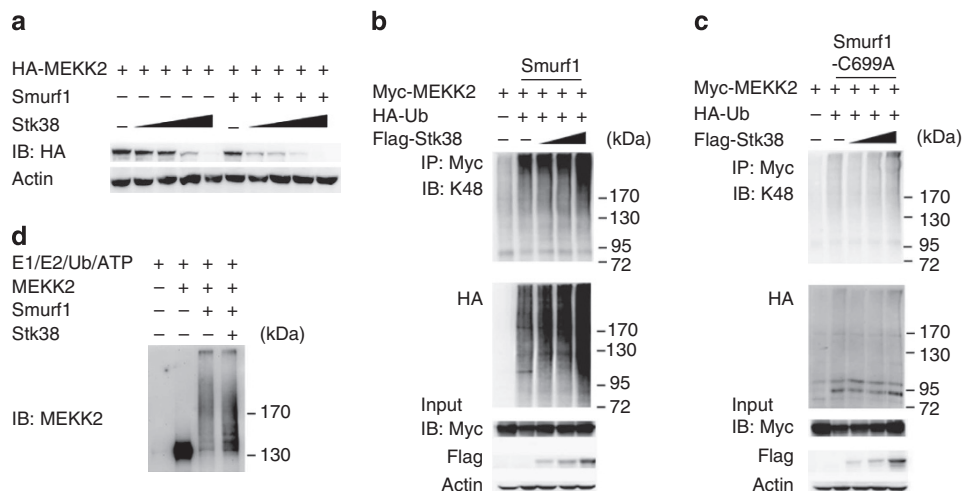 a
HA-MEKK2 + + + + + + + + + +
Smurf1 – – – – – + + + + +
Stk38 – –
IB: HA
Actin
b
Smurf1
Myc-MEKK2 + + + + +
HA-Ub – + + + +
Flag-Stk38 – – (kDa)
IP: Myc
IB: K48
170
130
95
72
HA
170
130
95
72
Input
IB: Myc
Flag
Actin
c
Smurf1
-C699A
Myc-MEKK2 + + + + +
HA-Ub – + + + +
Flag-Stk38 – – (kDa)
IP: Myc
IB: K48
170
130
95
72
HA
170
130
95
72
Input
IB: Myc
Flag
Actin
d
E1/E2/Ub/ATP + + + +
MEKK2 – + + +
Smurf1 – – + +
Stk38 – – – + (kDa)
IB: MEKK2
170
130